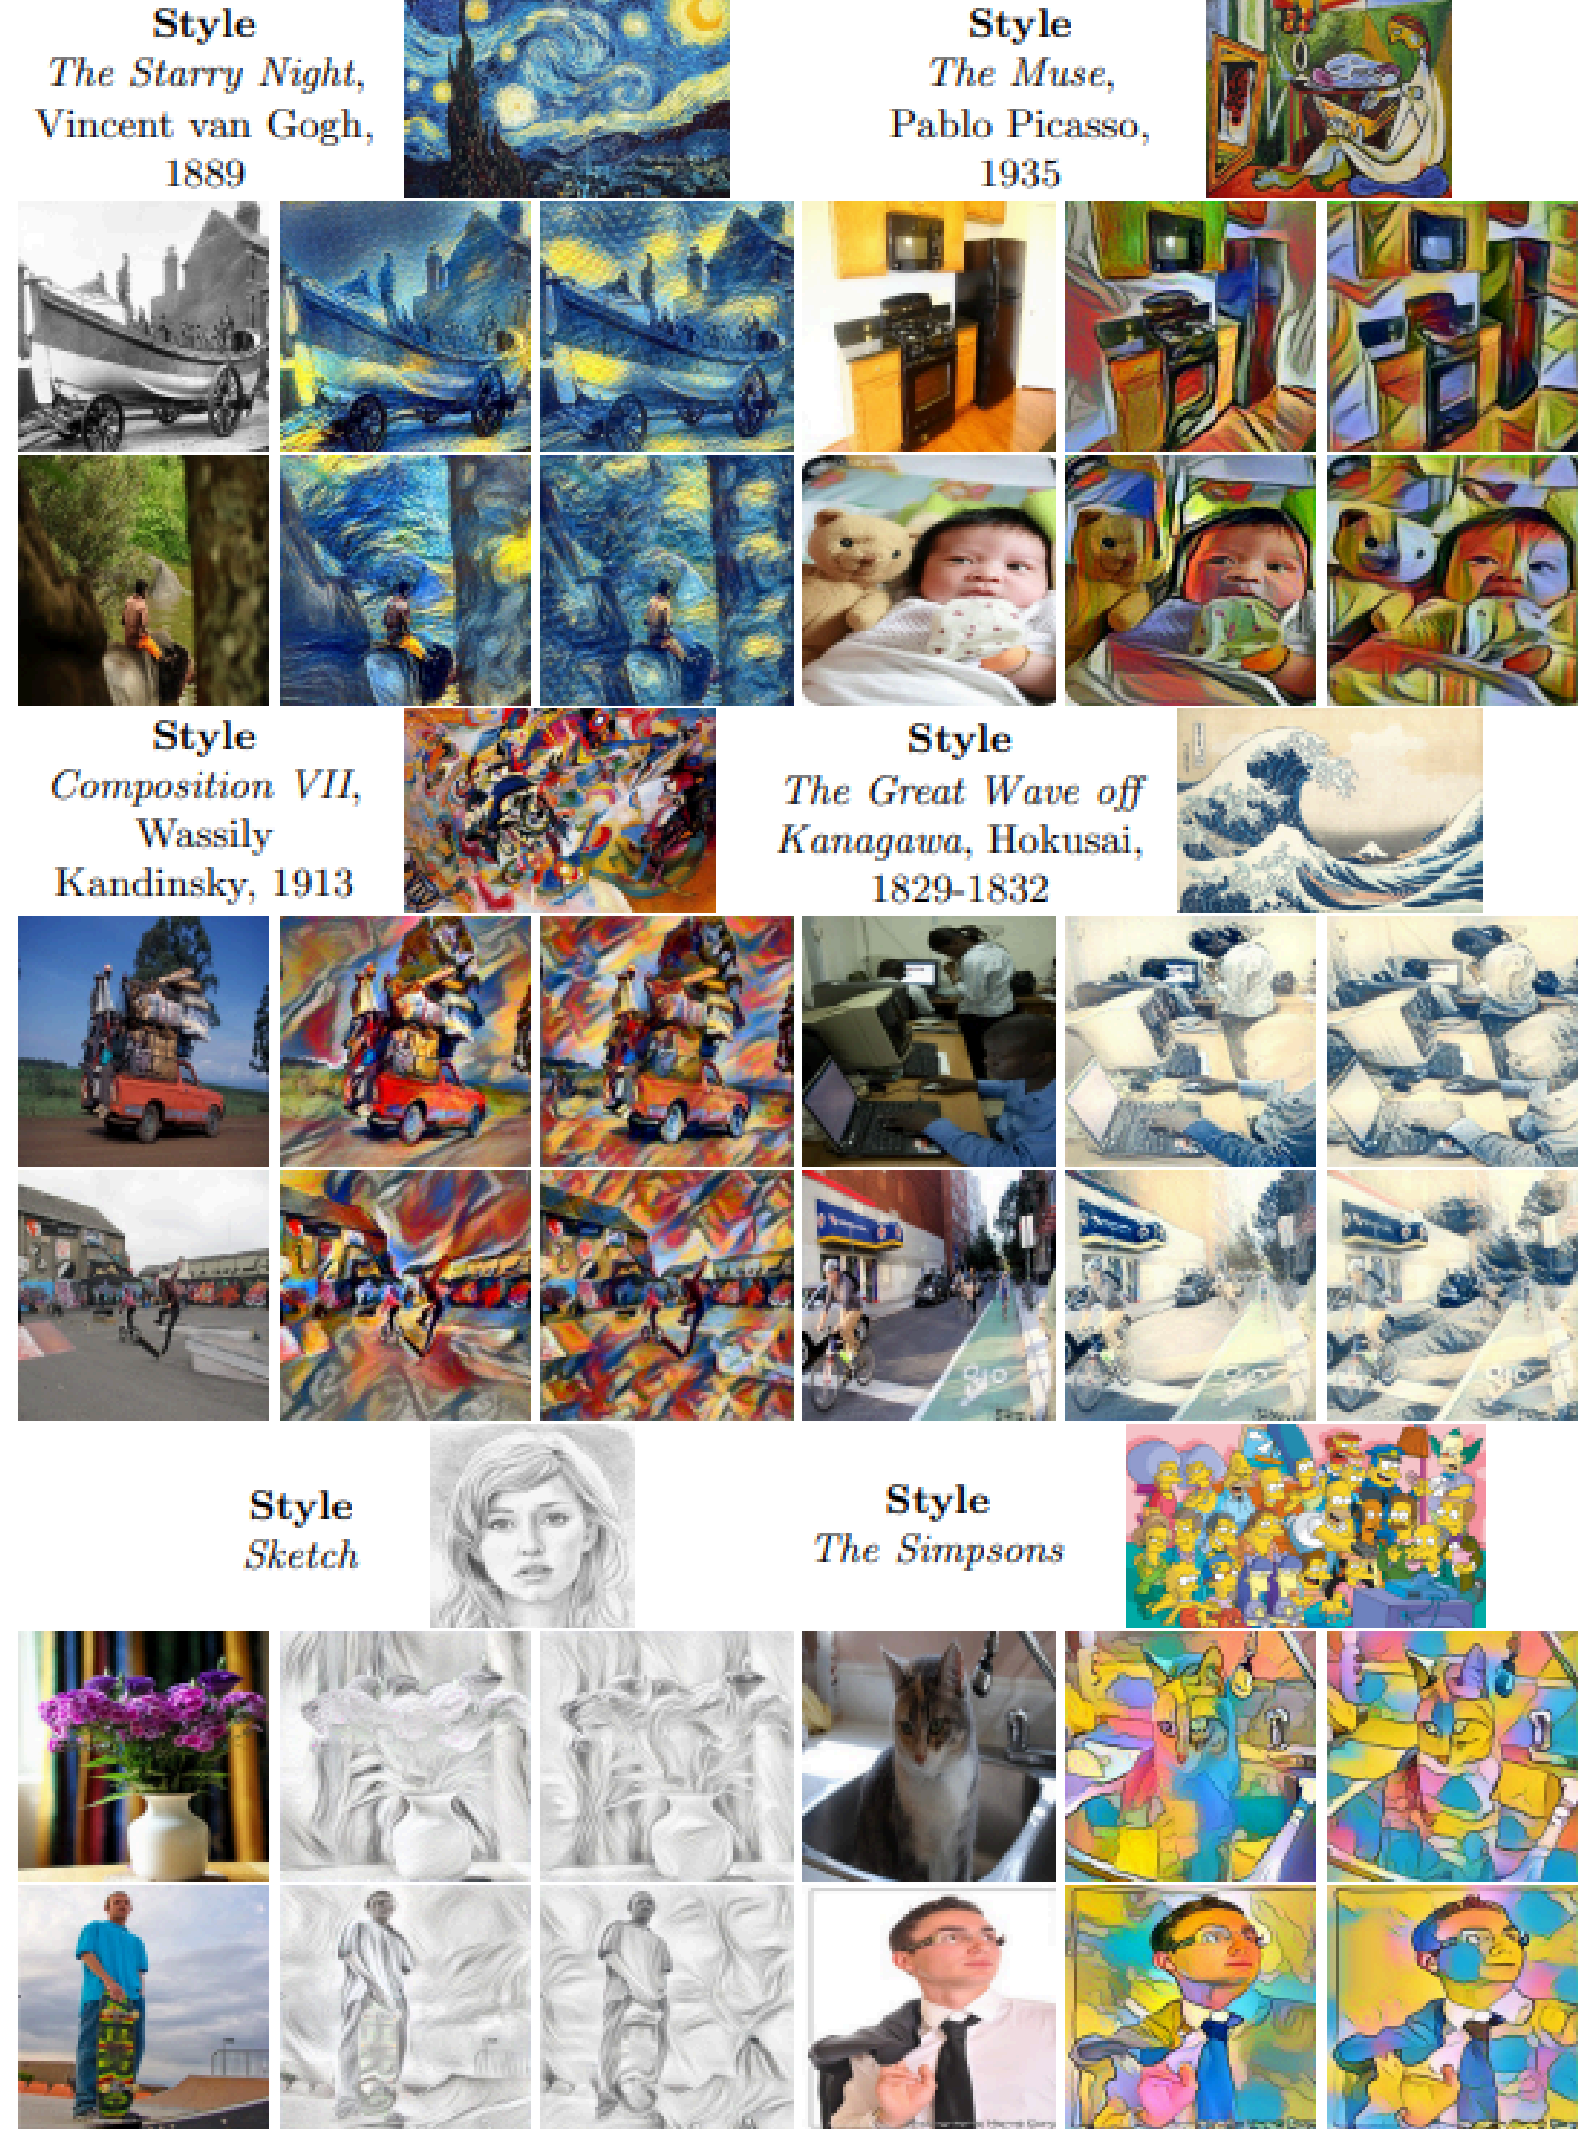 Style
The Starry Night,
Vincent van Gogh,
1889
Style
The Muse,
Pablo Picasso,
1935
Style
Composition VII,
Wassily
Kandinsky, 1913
Style
The Great Wave off
Kanagawa, Hokusai,
1829-1832
Style
Sketch
Style
The Simpsons